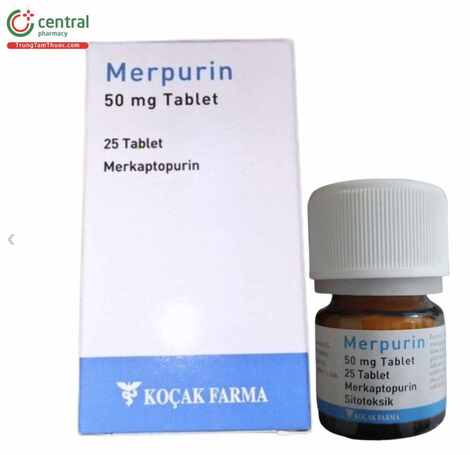 central
pharmacy
TrungTamThuoc.com
Merpurin
50 mg Tablet
25 Tablet
Merkaptopurin
KOÇAK FARMA
Merpurin
50 mg Tablet
25 Tablet
Merkaptopurin
Sitotoksik
KOÇAK FARMA